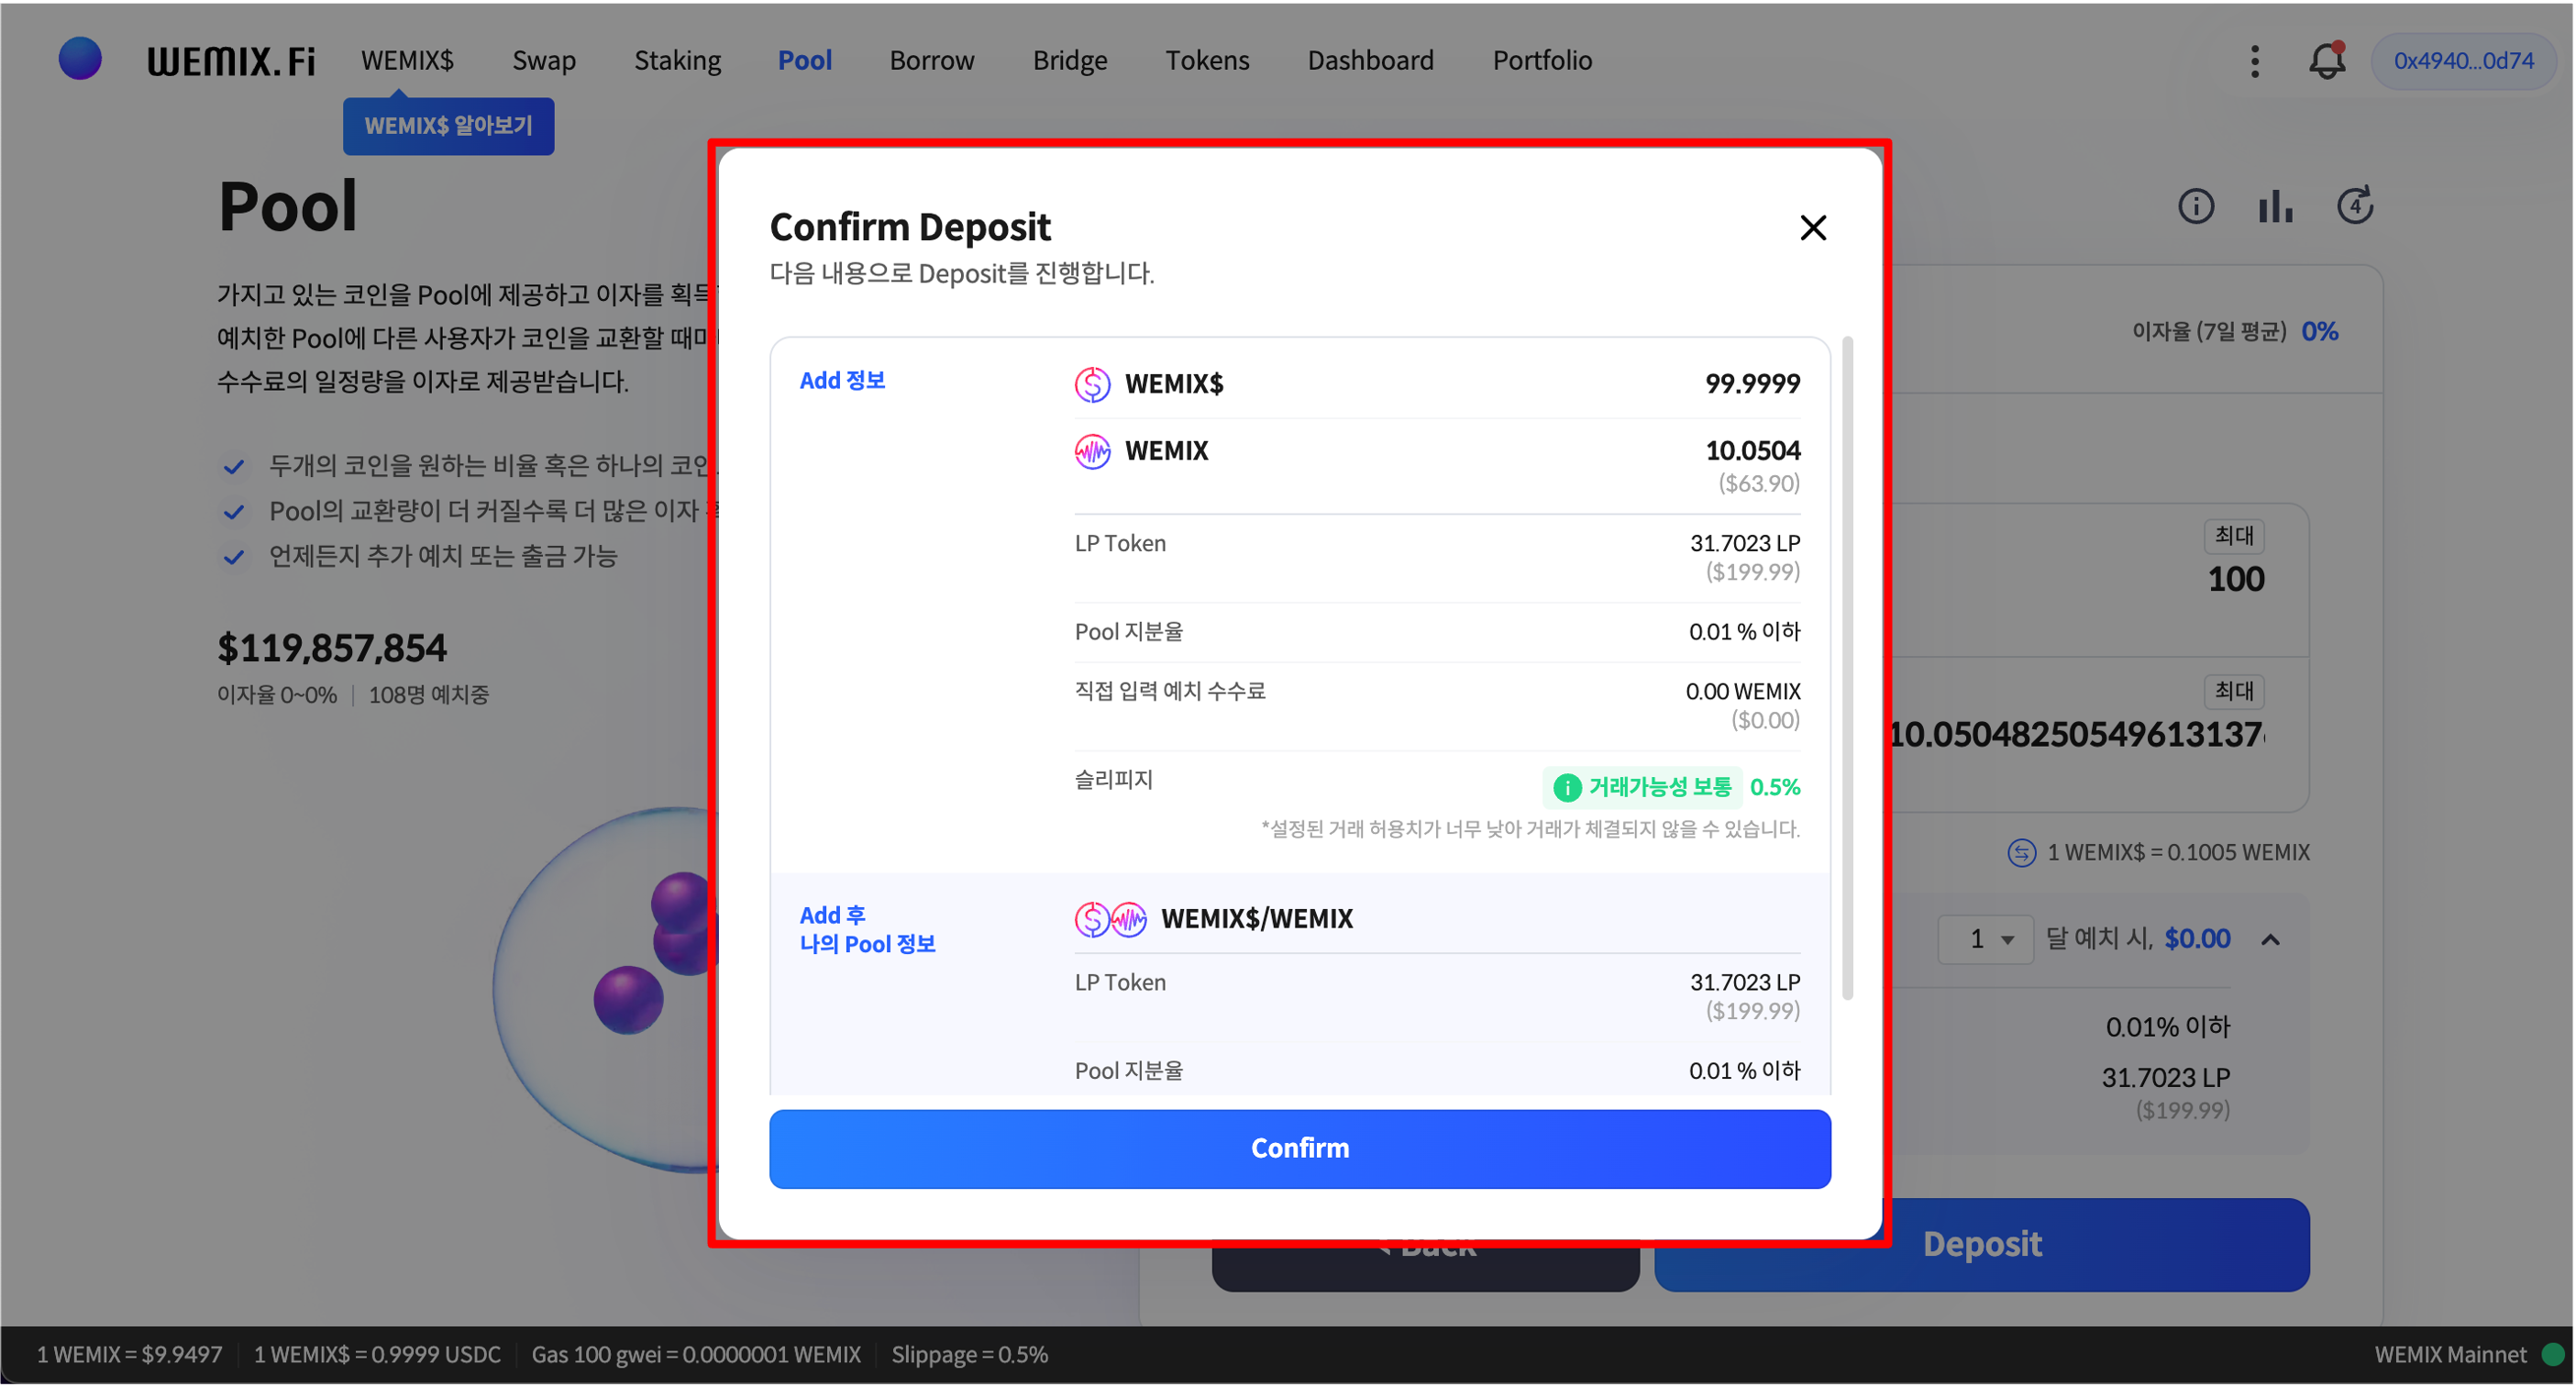 WEMIX.Fi WEMIX$ Swap Staking Pool Borrow Bridge Tokens Dashboard Portfolio 0x4940...0d74
WEMIX$ 알아보기
Pool
가지고 있는 코인을 Pool에 제공하고 이자를
예치한 Pool에 다른 사용자가 코인을 교환할
수수료의 일정량을 이자로 제공받습니다.
두개의 코인을 원하는 비율 혹은 하나의
Pool의 교환량이 더 커질수록 더 많은 이자
언제든지 추가 예치 또는 출금 가능
$119,857,854
이자율 0~0% | 108명 예치중
Confirm Deposit
다음 내용으로 Deposit를 진행합니다.
Add 정보
WEMIX$ 99.9999
WEMIX 10.0504
($63.90)
LP Token 31.7023 LP
($199.99)
Pool 지분율 0.01 % 이하
직접 입력 예치 수수료 0.00 WEMIX
($0.00)
슬리피지 거래가능성 보통 0.5%
*설정된 거래 허용치가 너무 낮아 거래가 체결되지 않을 수 있습니다.
Add 후
나의 Pool 정보
WEMIX$/WEMIX
LP Token 31.7023 LP
($199.99)
Pool 지분율 0.01 % 이하
Confirm
4
이자율 (7일 평균) 0%
최대
100
최대
10.05048250549613137
1 WEMIX$ = 0.1005 WEMIX
1 달 예치 시, $0.00
0.01% 이하
31.7023 LP
($199.99)
Back
Deposit
1 WEMIX = $9.9497 1 WEMIX$ = 0.9999 USDC Gas 100 gwei = 0.0000001 WEMIX Slippage = 0.5% WEMIX Mainnet